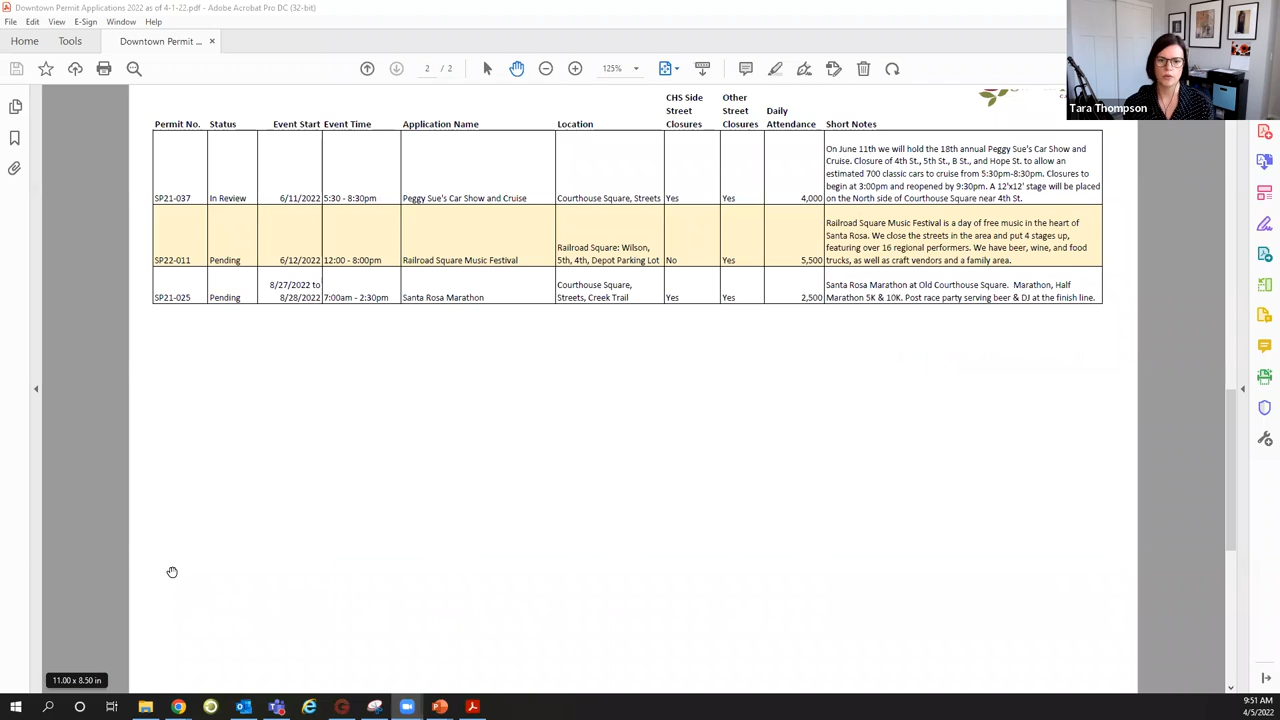 Downtown Permit Applications 2022 as of 4-1-22.pdf - Adobe Acrobat Pro DC (32-bit)
File Edit View E-Sign Window Help
Home Tools Downtown Permit ... ×
2 / 2 125%
Tara Thompson
Permit No. Status Event Start Event Time Application Name Location CHS Side Street Closures Other Street Closures Daily Attendance Short Notes
SP21-037 In Review 6/11/2022 5:30 - 8:30pm Peggy Sue's Car Show and Cruise Courthouse Square, Streets Yes Yes 4,000
On June 11th we will hold the 18th annual Peggy Sue's Car Show and
Cruise. Closure of 4th St., 5th St., B St., and Hope St. to allow an
estimated 700 classic cars to cruise from 5:30pm-8:30pm. Closures to
begin at 3:00pm and reopened by 9:30pm. A 12'x12' stage will be placed
on the North side of Courthouse Square near 4th St.
SP22-011 Pending 6/12/2022 12:00 - 8:00pm Railroad Square Music Festival
Railroad Square: Wilson,
5th, 4th, Depot Parking Lot No Yes 5,500
Railroad Square Music Festival is a day of free music in the heart of
Santa Rosa. We close the streets in the area and put 4 stages up,
featuring over 16 regional performers. We have beer, wine, and food
trucks, as well as craft vendors and a family area.
SP21-025 Pending
8/27/2022 to
8/28/2022 7:00am - 2:30pm Santa Rosa Marathon
Courthouse Square,
Streets, Creek Trail Yes Yes 2,500
Santa Rosa Marathon at Old Courthouse Square. Marathon, Half
Marathon 5K & 10K. Post race party serving beer & DJ at the finish line.
11.00 x 8.50 in
9:51 AM
4/5/2022